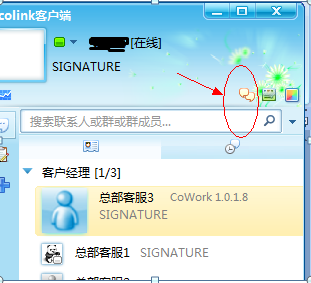 colink客户端
[在线]
SIGNATURE
搜索联系人或群或群成员...
客户经理 [1/3]
总部客服3 CoWork 1.0.1.8
SIGNATURE
总部客服1 SIGNATURE